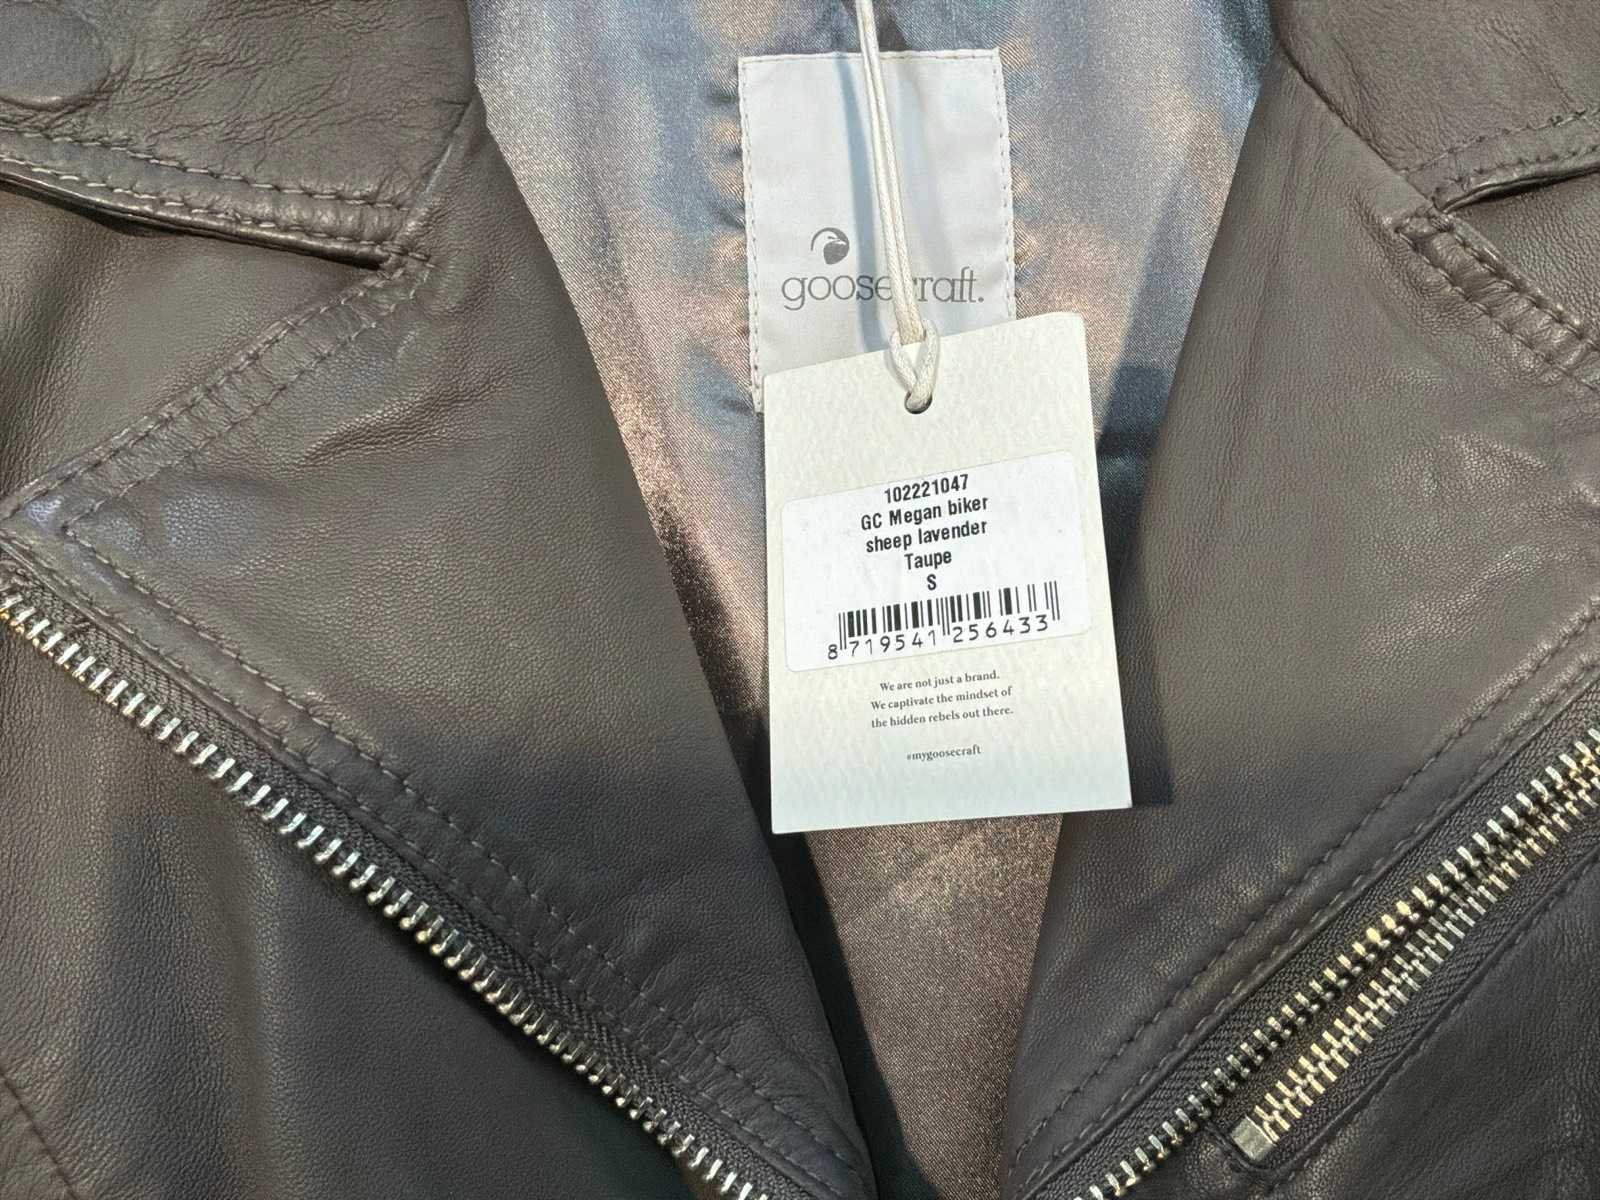 goosecraft.
102221047
GC Megan biker
sheep lavender
Taupe
S
8 719541 256433
We are not just a brand.
We captivate the mindset of
the hidden rebels out there.
#mygoosecraft